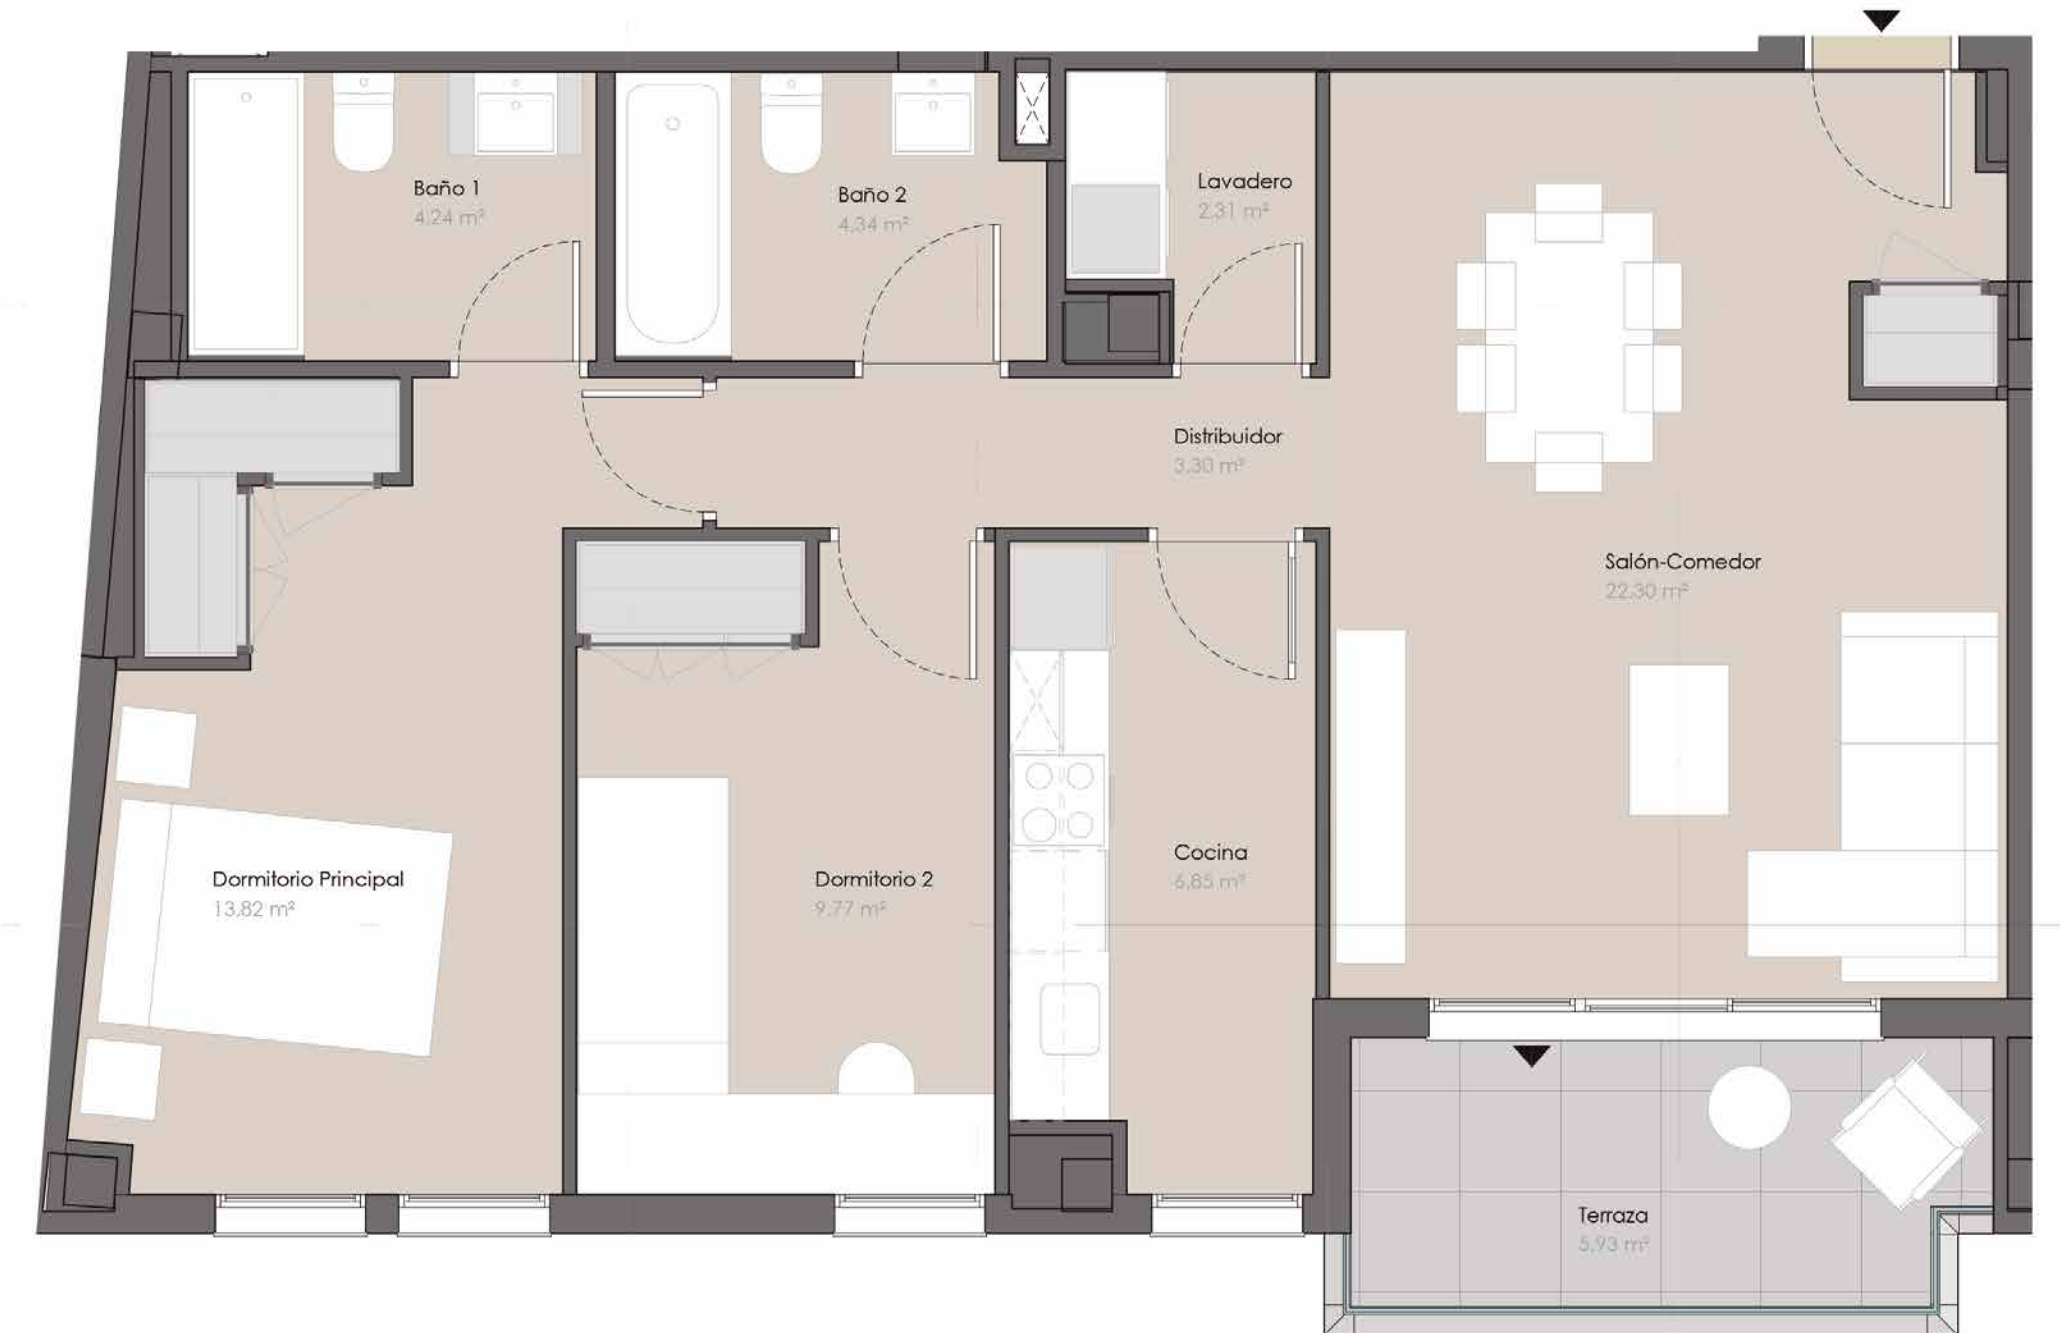 Baño 1
4,24 m²
Baño 2
4,34 m²
Lavadero
2,31 m²
Distribuidor
3,30 m²
Salón-Comedor
22,30 m²
Cocina
6,85 m²
Dormitorio Principal
13,82 m²
Dormitorio 2
9,77 m²
Terraza
5,93 m²